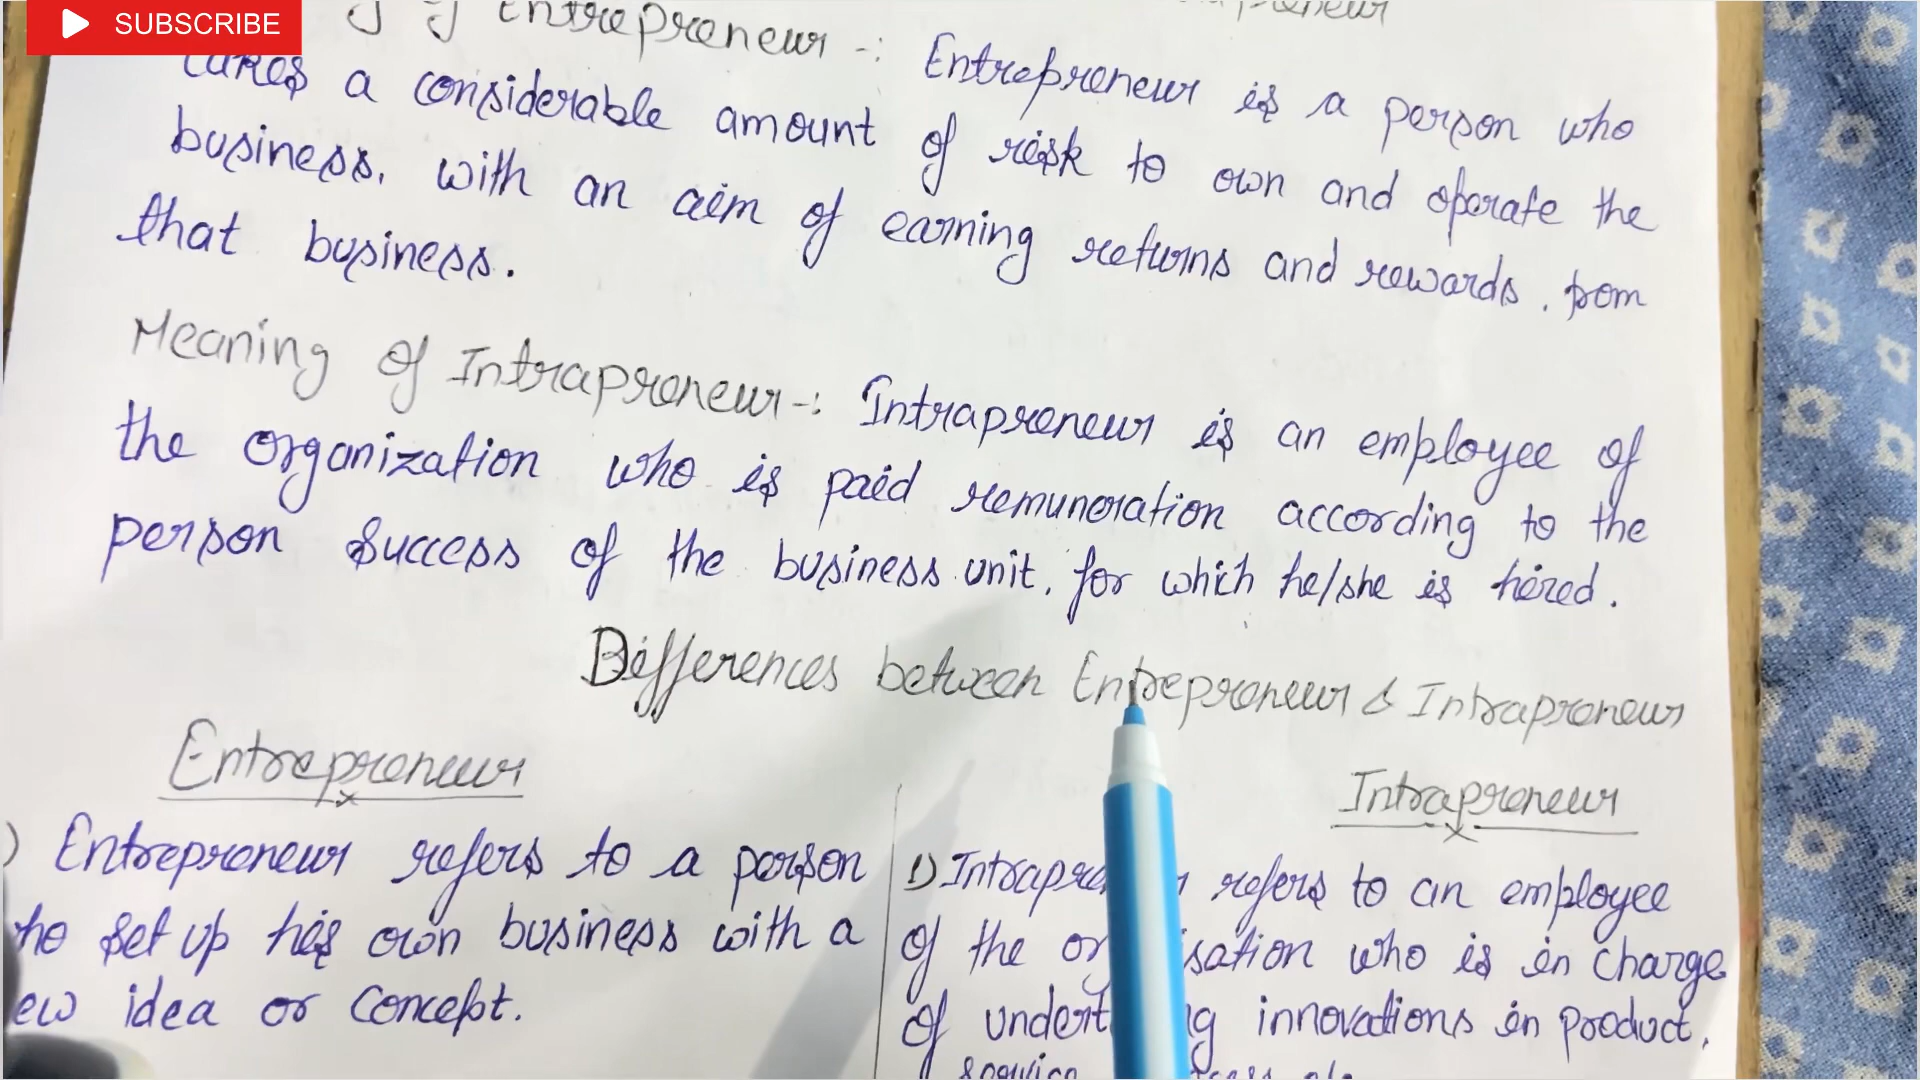 SUBSCRIBE
Entrepreneur -:
Entrepreneur is a person who
takes a considerable amount of risk to own and operate the
business, with an aim of earning returns and rewards, from
that business.
Meaning of Intrapreneur -: Intrapreneur is an employee of
the organization who is paid remuneration according to the
person success of the business unit, for which he/she is hired.
Differences between Entrepreneur & Intrapreneur
Entrepreneur
Intrapreneur
) Entrepreneur refers to a person
ho set up his own business with a
ew idea or concept.
1) Intrapre refers to an employee
of the or isation who is in charge
of undert ng innovations in product,